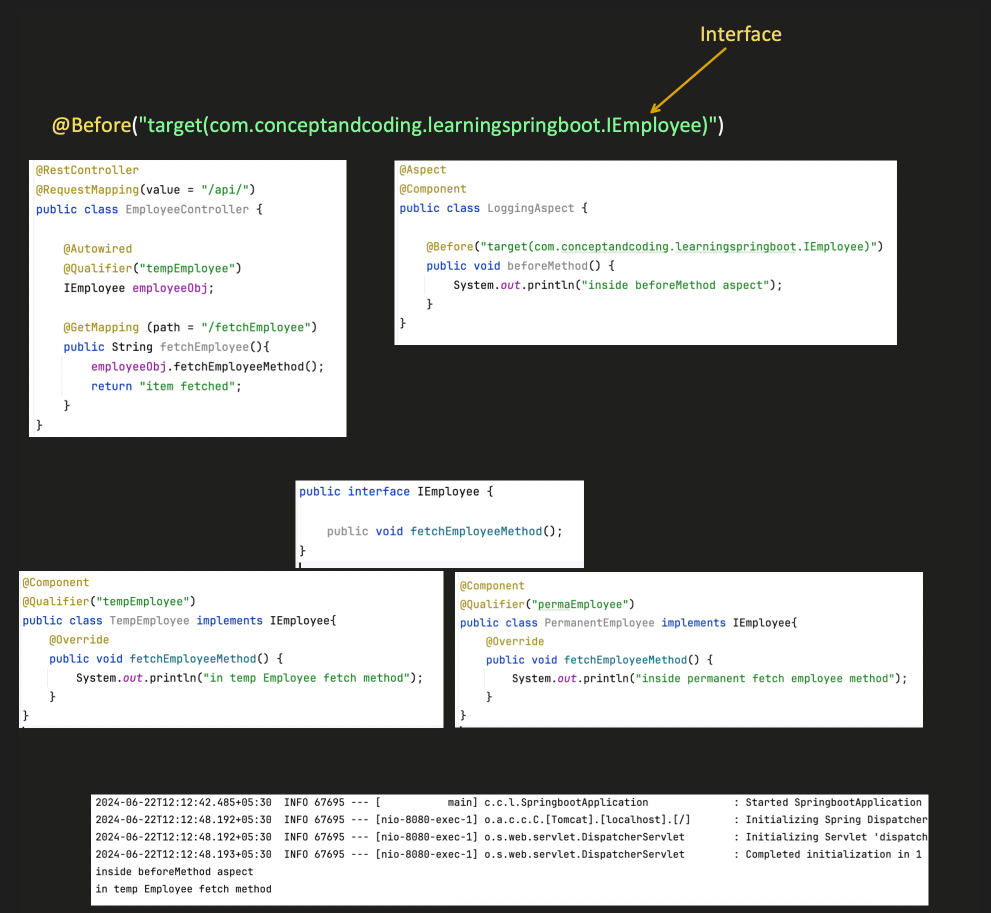 Interface
@Before("target(com.conceptandcoding.learningspringboot.IEmployee)")
@RestController
@RequestMapping(value = "/api/")
public class EmployeeController {
@Autowired
@Qualifier("tempEmployee")
IEmployee employeeObj;
@GetMapping (path = "/fetchEmployee")
public String fetchEmployee(){
employeeObj.fetchEmployeeMethod();
return "item fetched";
}
}
@Aspect
@Component
public class LoggingAspect {
@Before("target(com.conceptandcoding.learningspringboot.IEmployee)")
public void beforeMethod() {
System.out.println("inside beforeMethod aspect");
}
}
public interface IEmployee {
public void fetchEmployeeMethod();
}
@Component
@Qualifier("tempEmployee")
public class TempEmployee implements IEmployee{
@Override
public void fetchEmployeeMethod() {
System.out.println("in temp Employee fetch method");
}
}
@Component
@Qualifier("permaEmployee")
public class PermanentEmployee implements IEmployee{
@Override
public void fetchEmployeeMethod() {
System.out.println("inside permanent fetch employee method");
}
}
2024-06-22T12:12:42.485+05:30  INFO 67695 --- [           main] c.c.l.SpringbootApplication              : Started SpringbootApplication
2024-06-22T12:12:48.192+05:30  INFO 67695 --- [nio-8080-exec-1] o.a.c.c.C.[Tomcat].[localhost].[/]       : Initializing Spring Dispatcher
2024-06-22T12:12:48.192+05:30  INFO 67695 --- [nio-8080-exec-1] o.s.web.servlet.DispatcherServlet        : Initializing Servlet 'dispatch
2024-06-22T12:12:48.193+05:30  INFO 67695 --- [nio-8080-exec-1] o.s.web.servlet.DispatcherServlet        : Completed initialization in 1
inside beforeMethod aspect
in temp Employee fetch method